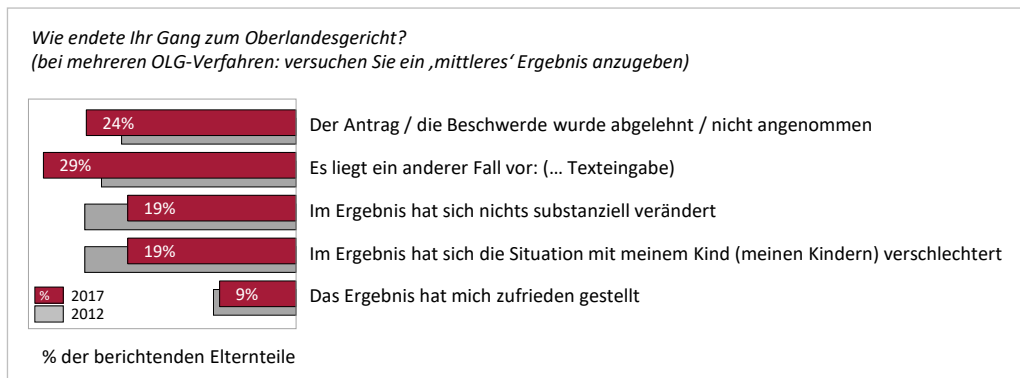 Wie endete Ihr Gang zum Oberlandesgericht?
(bei mehreren OLG-Verfahren: versuchen Sie ein ‚mittleres‘ Ergebnis anzugeben)
24% Der Antrag / die Beschwerde wurde abgelehnt / nicht angenommen
29% Es liegt ein anderer Fall vor: (... Texteingabe)
19% Im Ergebnis hat sich nichts substanziell verändert
19% Im Ergebnis hat sich die Situation mit meinem Kind (meinen Kindern) verschlechtert
9% Das Ergebnis hat mich zufrieden gestellt
% 2017
2012
% der berichtenden Elternteile